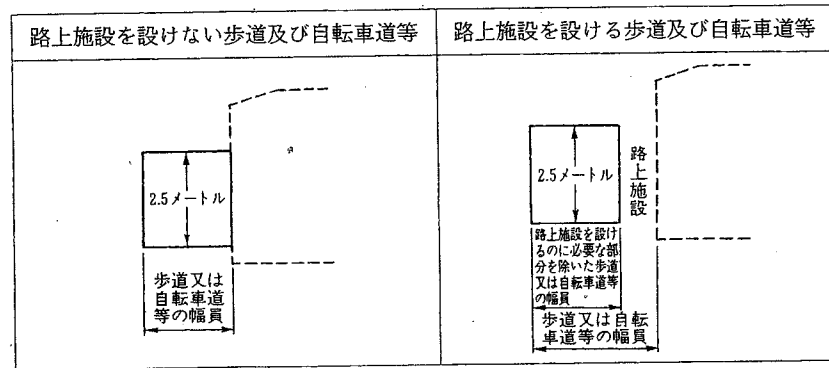 路上施設を設けない歩道及び自転車道等
路上施設を設ける歩道及び自転車道等
2.5メートル
歩道又は
自転車道
等の幅員
2.5メートル
路上施設
路上施設を設け
るのに必要な部
分を除いた歩道
又は自転車道等
の幅員
歩道又は自転
車道等の幅員